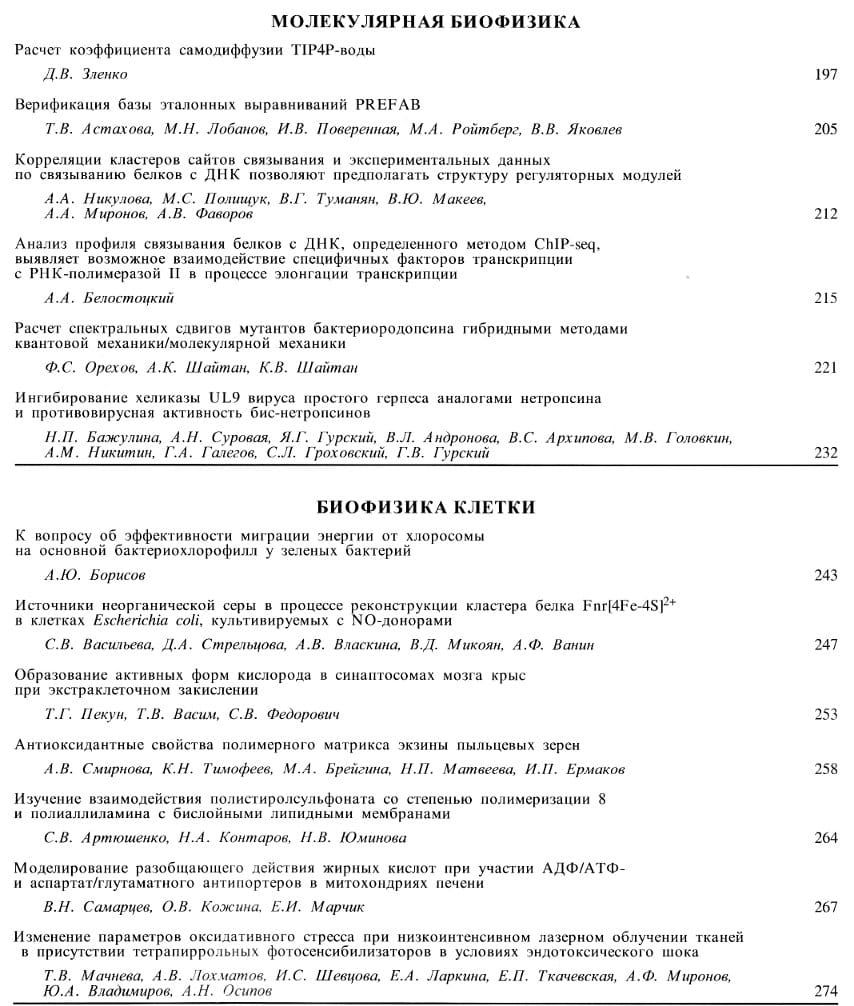 МОЛЕКУЛЯРНАЯ БИОФИЗИКА
Расчет коэффициента самодиффузии TIP4P-воды
Д.В. Зленко 197
Верификация базы эталонных выравниваний PREFAB
Т.В. Астахова, М.Н. Лобанов, И.В. Поверенная, М.А. Ройтберг, В.В. Яковлев 205
Корреляции кластеров сайтов связывания и экспериментальных данных
по связыванию белков с ДНК позволяют предполагать структуру регуляторных модулей
А.А. Никулова, М.С. Полищук, В.Г. Туманян, В.Ю. Макеев,
А.А. Миронов, А.В. Фаворов 212
Анализ профиля связывания белков с ДНК, определенного методом ChIP-seq,
выявляет возможное взаимодействие специфичных факторов транскрипции
с РНК-полимеразой II в процессе элонгации транскрипции
А.А. Белостоцкий 215
Расчет спектральных сдвигов мутантов бактериородопсина гибридными методами
квантовой механики/молекулярной механики
Ф.С. Орехов, А.К. Шайтан, К.В. Шайтан 221
Ингибирование хеликазы UL9 вируса простого герпеса аналогами нетропсина
и противовирусная активность бис-нетропсинов
Н.П. Бажулина, А.Н. Суровая, Я.Г. Гурский, В.Л. Андронова, В.С. Архипова, М.В. Головкин,
А.М. Никитин, Г.А. Галегов, С.Л. Гроховский, Г.В. Гурский 232
БИОФИЗИКА КЛЕТКИ
К вопросу об эффективности миграции энергии от хлоросомы
на основной бактериохлорофилл у зеленых бактерий
А.Ю. Борисов 243
Источники неорганической серы в процессе реконструкции кластера белка Fnr[4Fe-4S]2+
в клетках Escherichia coli, культивируемых с NO-донорами
С.В. Васильева, Д.А. Стрельцова, А.В. Власкина, В.Д. Микоян, А.Ф. Ванин 247
Образование активных форм кислорода в синаптосомах мозга крыс
при экстраклеточном закислении
Т.Г. Пекун, Т.В. Васим, С.В. Федорович 253
Антиоксидантные свойства полимерного матрикса экзины пыльцевых зерен
А.В. Смирнова, К.Н. Тимофеев, М.А. Брейгина, Н.П. Матвеева, И.П. Ермаков 258
Изучение взаимодействия полистиролсульфоната со степенью полимеризации 8
и полиаллиламина с бислойными липидными мембранами
С.В. Артюшенко, Н.А. Контаров, Н.В. Юминова 264
Моделирование разобщающего действия жирных кислот при участии АДФ/АТФ-
и аспартат/глутаматного антипортеров в митохондриях печени
В.Н. Самарцев, О.В. Кожина, Е.И. Марчик 267
Изменение параметров оксидативного стресса при низкоинтенсивном лазерном облучении тканей
в присутствии тетрапиррольных фотосенсибилизаторов в условиях эндотоксического шока
Т.В. Мачнева, А.В. Лохматов, И.С. Шевцова, Е.А. Ларкина, Е.П. Ткачевская, А.Ф. Миронов,
Ю.А. Владимиров, А.Н. Осипов 274